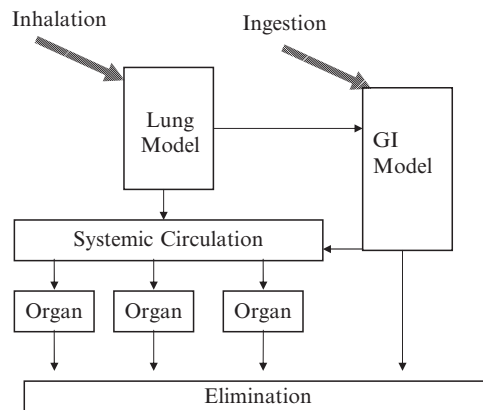 Inhalation
Ingestion
Lung
Model
GI
Model
Systemic Circulation
Organ
Organ
Organ
Elimination